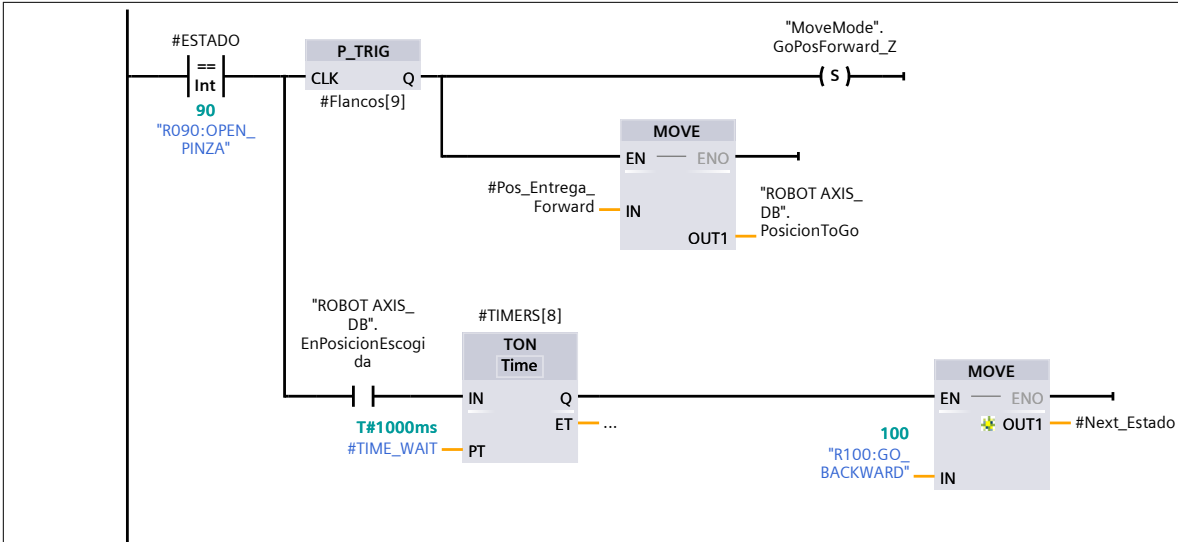 #ESTADO
==
Int
90
"R090:OPEN_
PINZA"
P_TRIG
CLK Q
#Flancos[9]
"MoveMode".
GoPosForward_Z
S
MOVE
EN ENO
#Pos_Entrega_
Forward
IN
OUT1
"ROBOT AXIS_
DB".
PosicionToGo
"ROBOT AXIS_
DB".
EnPosicionEscogi
da
#TIMERS[8]
TON
Time
IN Q
ET ...
T#1000ms
#TIME_WAIT
PT
MOVE
EN ENO
OUT1 #Next_Estado
100
"R100:GO_
BACKWARD"
IN